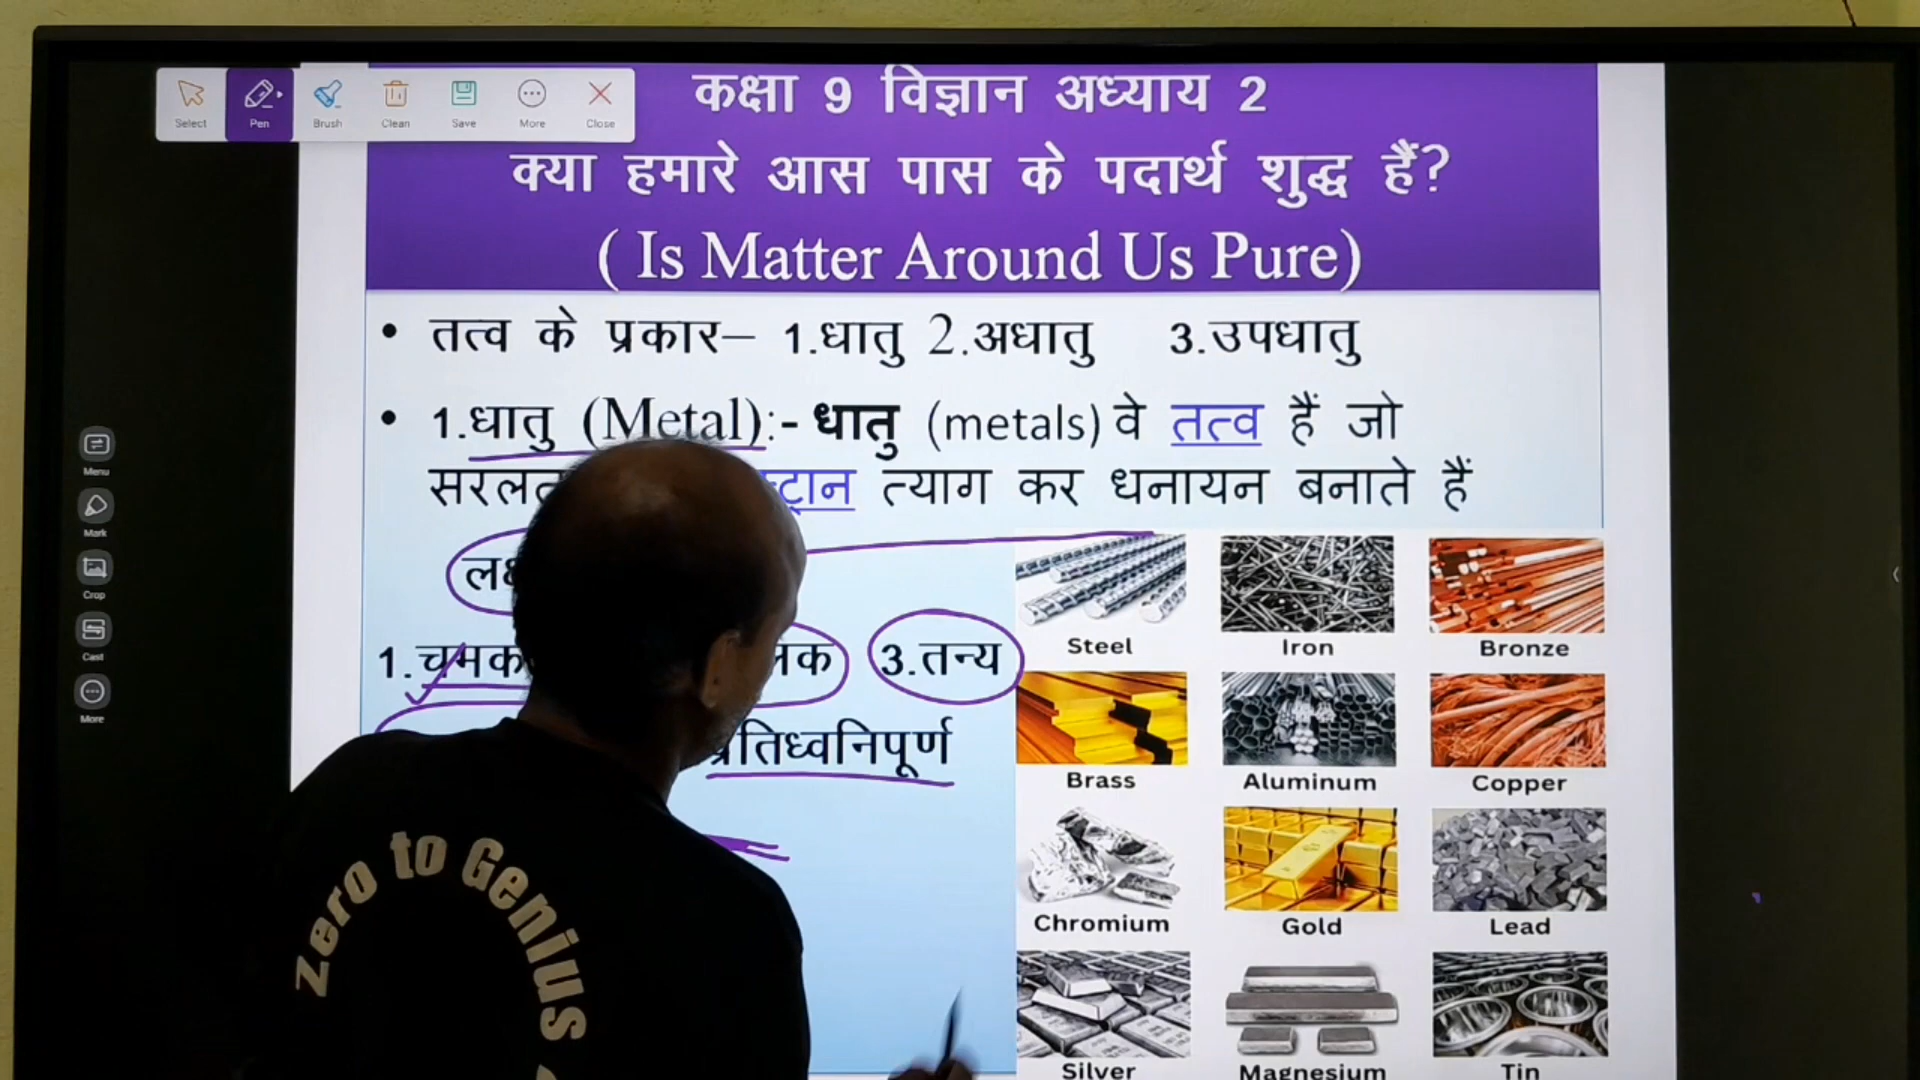 Select Pen Brush Clean Save More Close
कक्षा 9 विज्ञान अध्याय 2
क्या हमारे आस पास के पदार्थ शुद्ध हैं?
( Is Matter Around Us Pure)
• तत्व के प्रकार– 1.धातु 2.अधातु 3.उपधातु
• 1.धातु (Metal):- धातु (metals) वे तत्व हैं जो
त्याग कर धनायन बनाते हैं
1.चमक 3.तन्य
प्रतिध्वनिपूर्ण
Menu
Mark
Crop
Cast
More
Steel Iron Bronze
Brass Aluminum Copper
Chromium Gold Lead
Silver Magnesium Tin
Zero to Genius